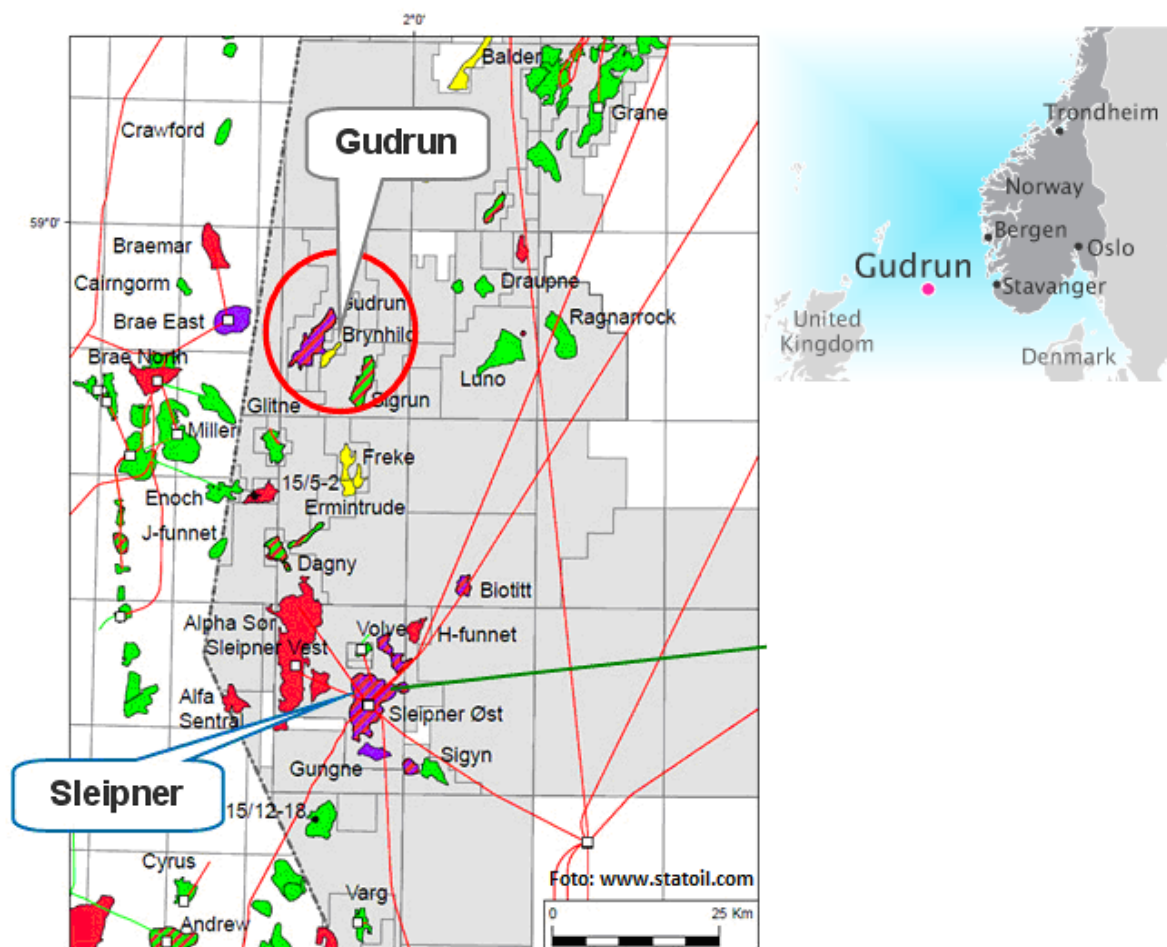 2°0'
Balder
Grane
Crawford
Gudrun
59°0'
Braemar
Cairngorm
Brae East
Brae North
Gudrun
Brynhild
Draupne
Ragnarrock
Luno
Sigrun
Glitne
Miller
Freke
15/5-2
Enoch
Ermintrude
J-funnet
Dagny
Biotitt
Alpha Sør
Volve
H-funnet
Sleipner Vest
Alfa
Sentral
Sleipner Øst
Gungne
Sigyn
Sleipner
15/12-18
Cyrus
Varg
Andrew
Foto: www.statoil.com
0
25 Km
Trondheim
Norway
Bergen
Oslo
Gudrun
Stavanger
United
Kingdom
Denmark